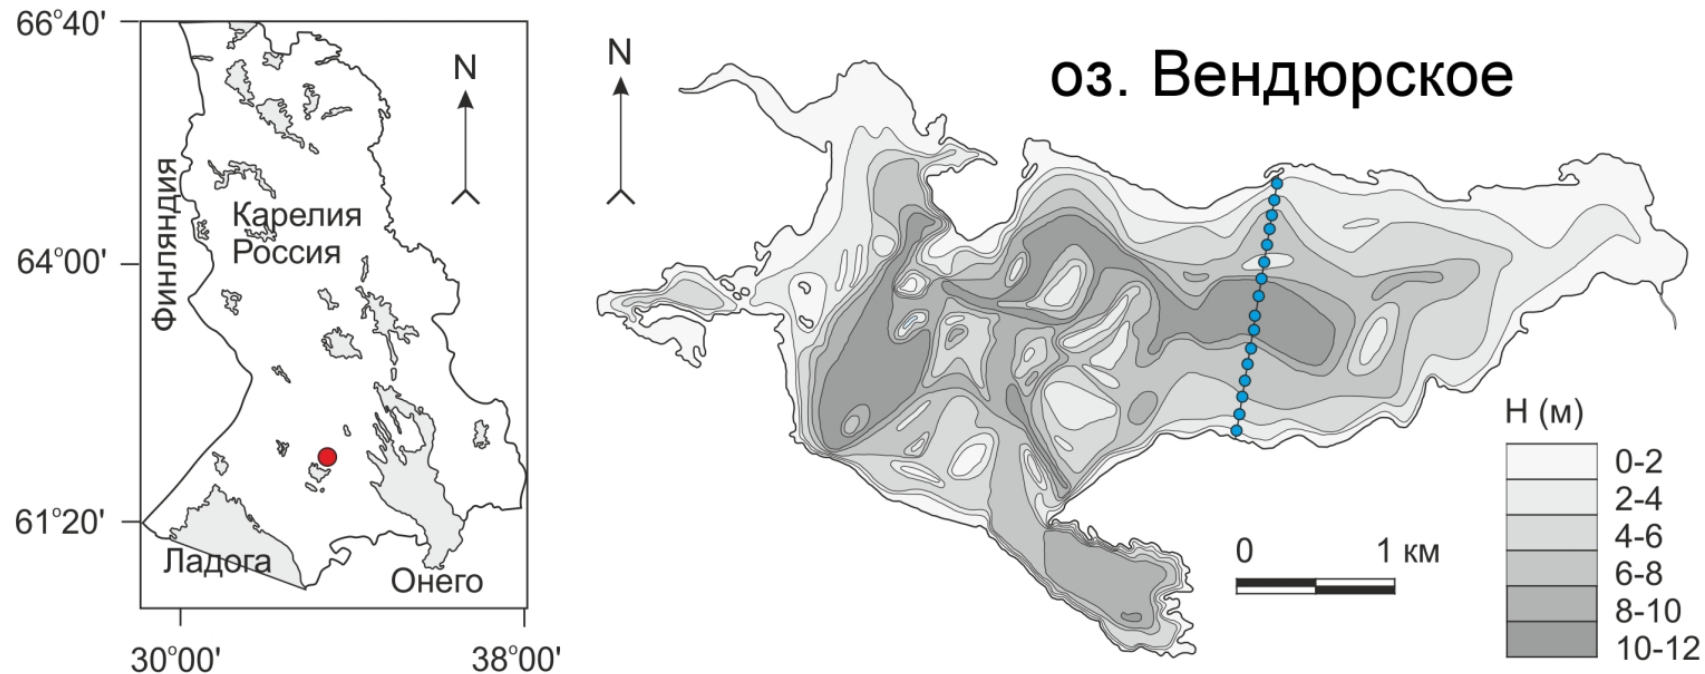 66°40'
64°00'
61°20'
30°00'
38°00'
N
Финляндия
Карелия
Россия
Ладога
Онего
N
оз. Вендюрское
0 1 км
H (м)
0-2
2-4
4-6
6-8
8-10
10-12